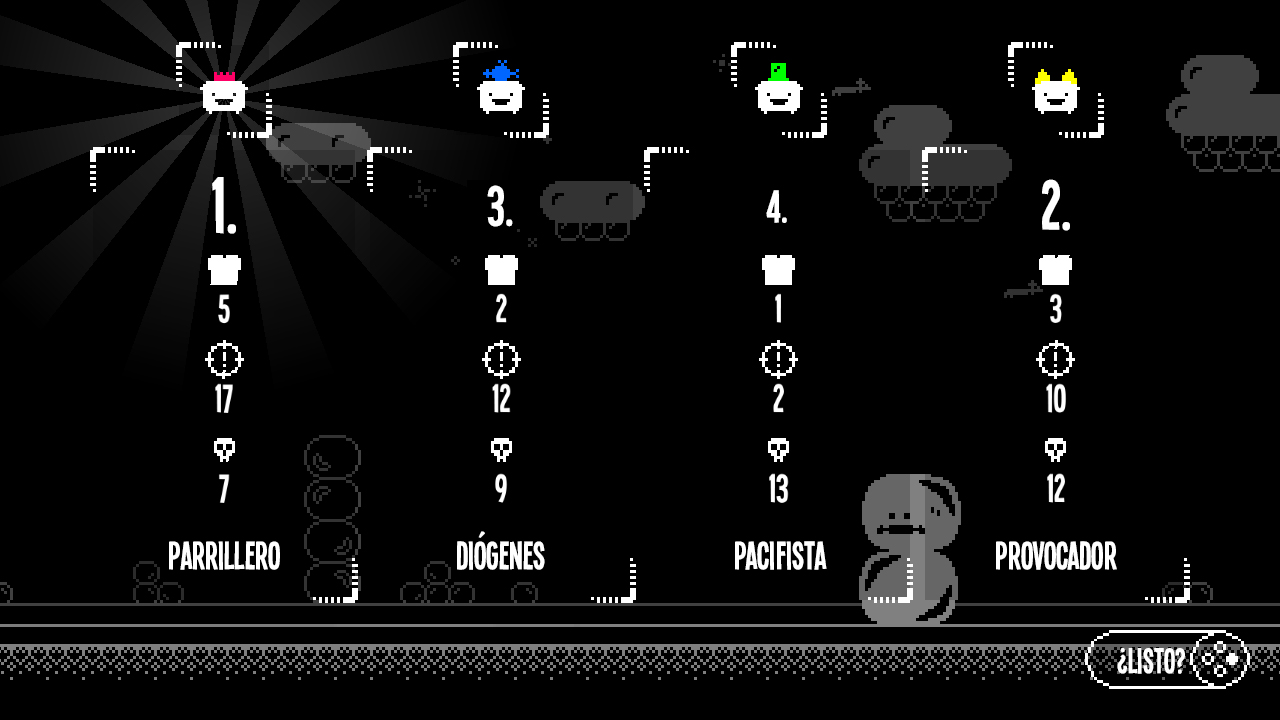 1. 3. 4. 2.
5 2 1 3
17 12 2 10
7 9 13 12
PARRILLERO DIÓGENES PACIFISTA PROVOCADOR
¿LISTO?